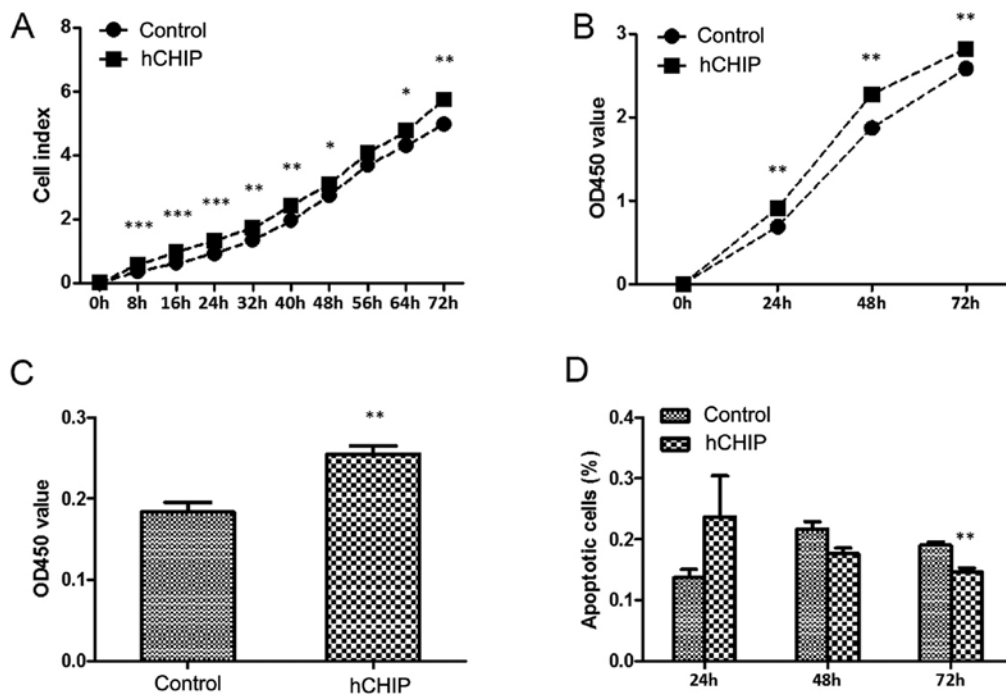 A
Control
hCHIP
8
6
4
2
0
Cell index
***
***
***
**
**
*
*
**
0h
8h
16h
24h
32h
40h
48h
56h
64h
72h
B
Control
hCHIP
3
2
1
0
OD450 value
**
**
**
0h
24h
48h
72h
C
0.3
0.2
0.1
0.0
OD450 value
**
Control
hCHIP
D
Control
hCHIP
0.4
0.3
0.2
0.1
0.0
Apoptotic cells (%)
**
24h
48h
72h